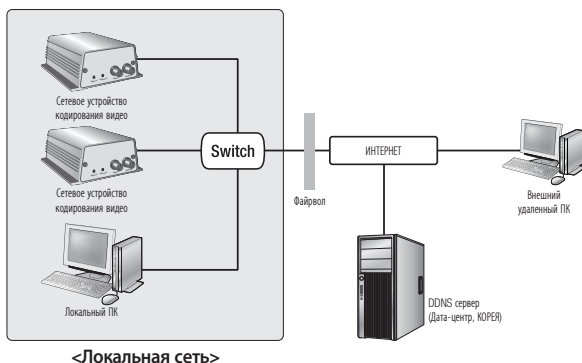 Сетевое устройство
кодирования видео
Switch
ИНТЕРНЕТ
Сетевое устройство
кодирования видео
Файрвол
Внешний
удаленный ПК
Локальный ПК
DDNS сервер
(Дата-центр, КОРЕЯ)
<Локальная сеть>